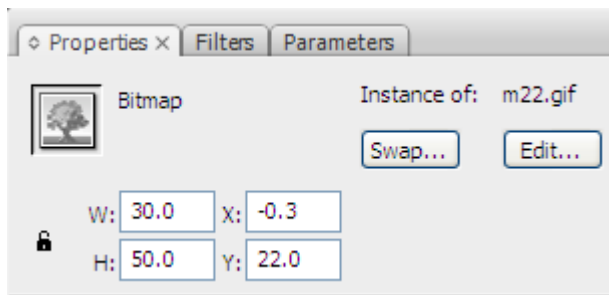 Properties × Filters Parameters
Bitmap Instance of: m22.gif
Swap... Edit...
W: 30.0 X: -0.3
H: 50.0 Y: 22.0